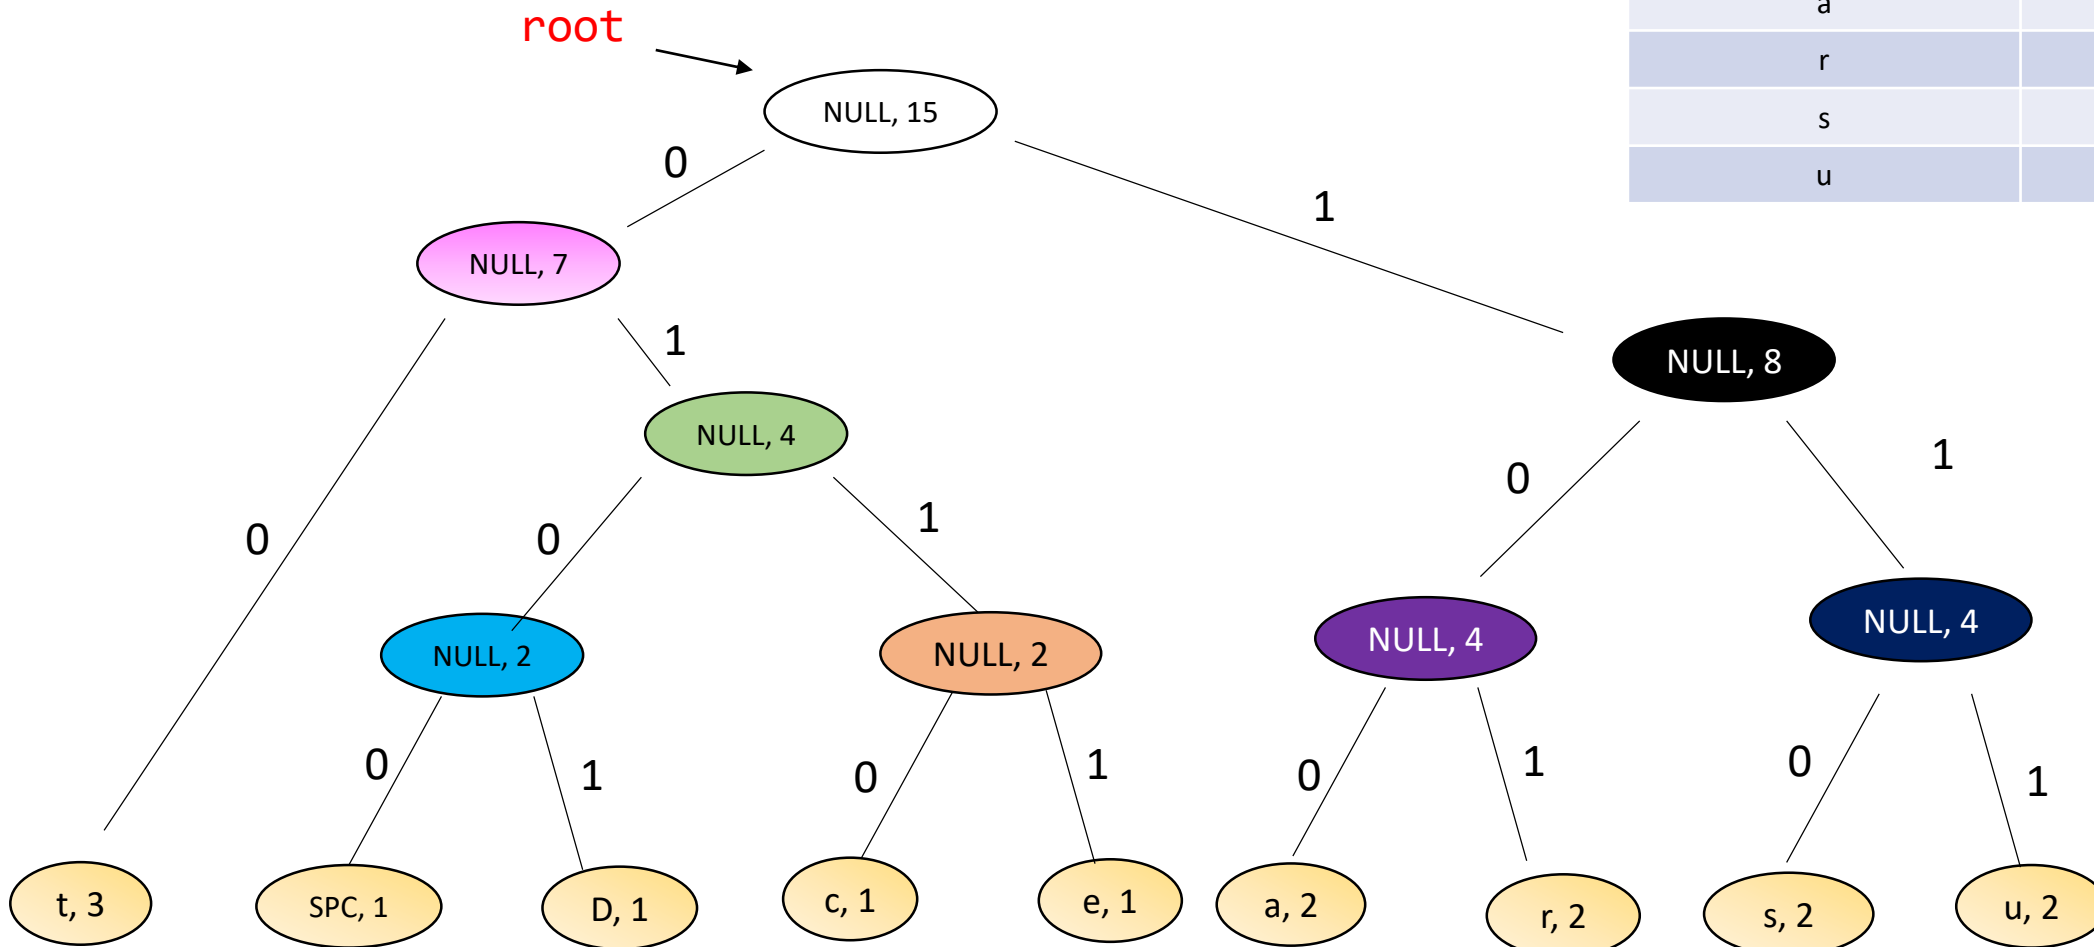 root
a
r
s
u
NULL, 15
0
1
NULL, 7
1
NULL, 8
NULL, 4
0
1
0
0
1
NULL, 2
NULL, 2
NULL, 4
NULL, 4
0
1
0
1
0
1
0
1
t, 3
SPC, 1
D, 1
c, 1
e, 1
a, 2
r, 2
s, 2
u, 2